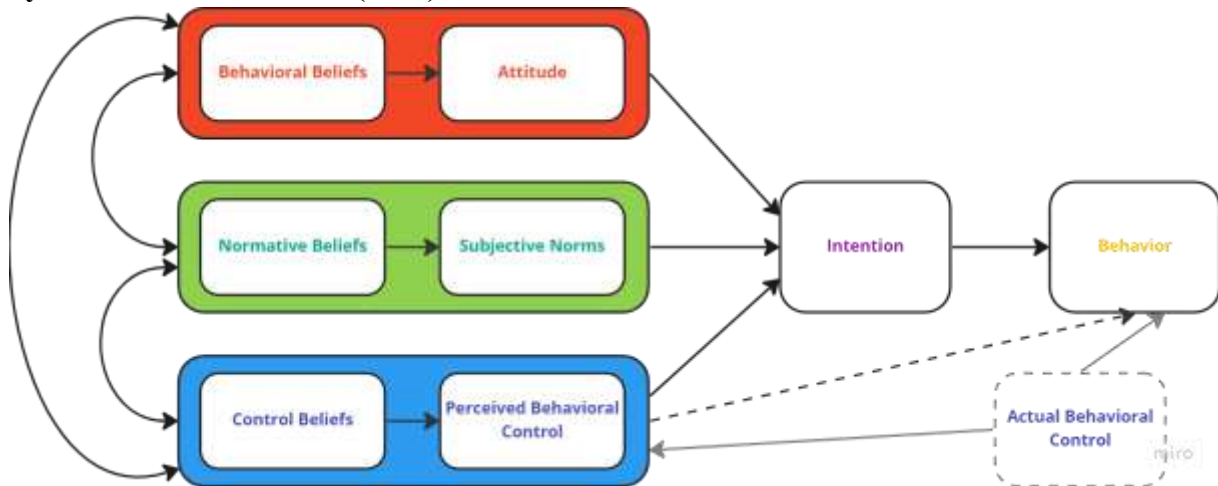 Behavioral Beliefs
Attitude
Normative Beliefs
Subjective Norms
Intention
Behavior
Control Beliefs
Perceived Behavioral
Control
Actual Behavioral
Control
miro